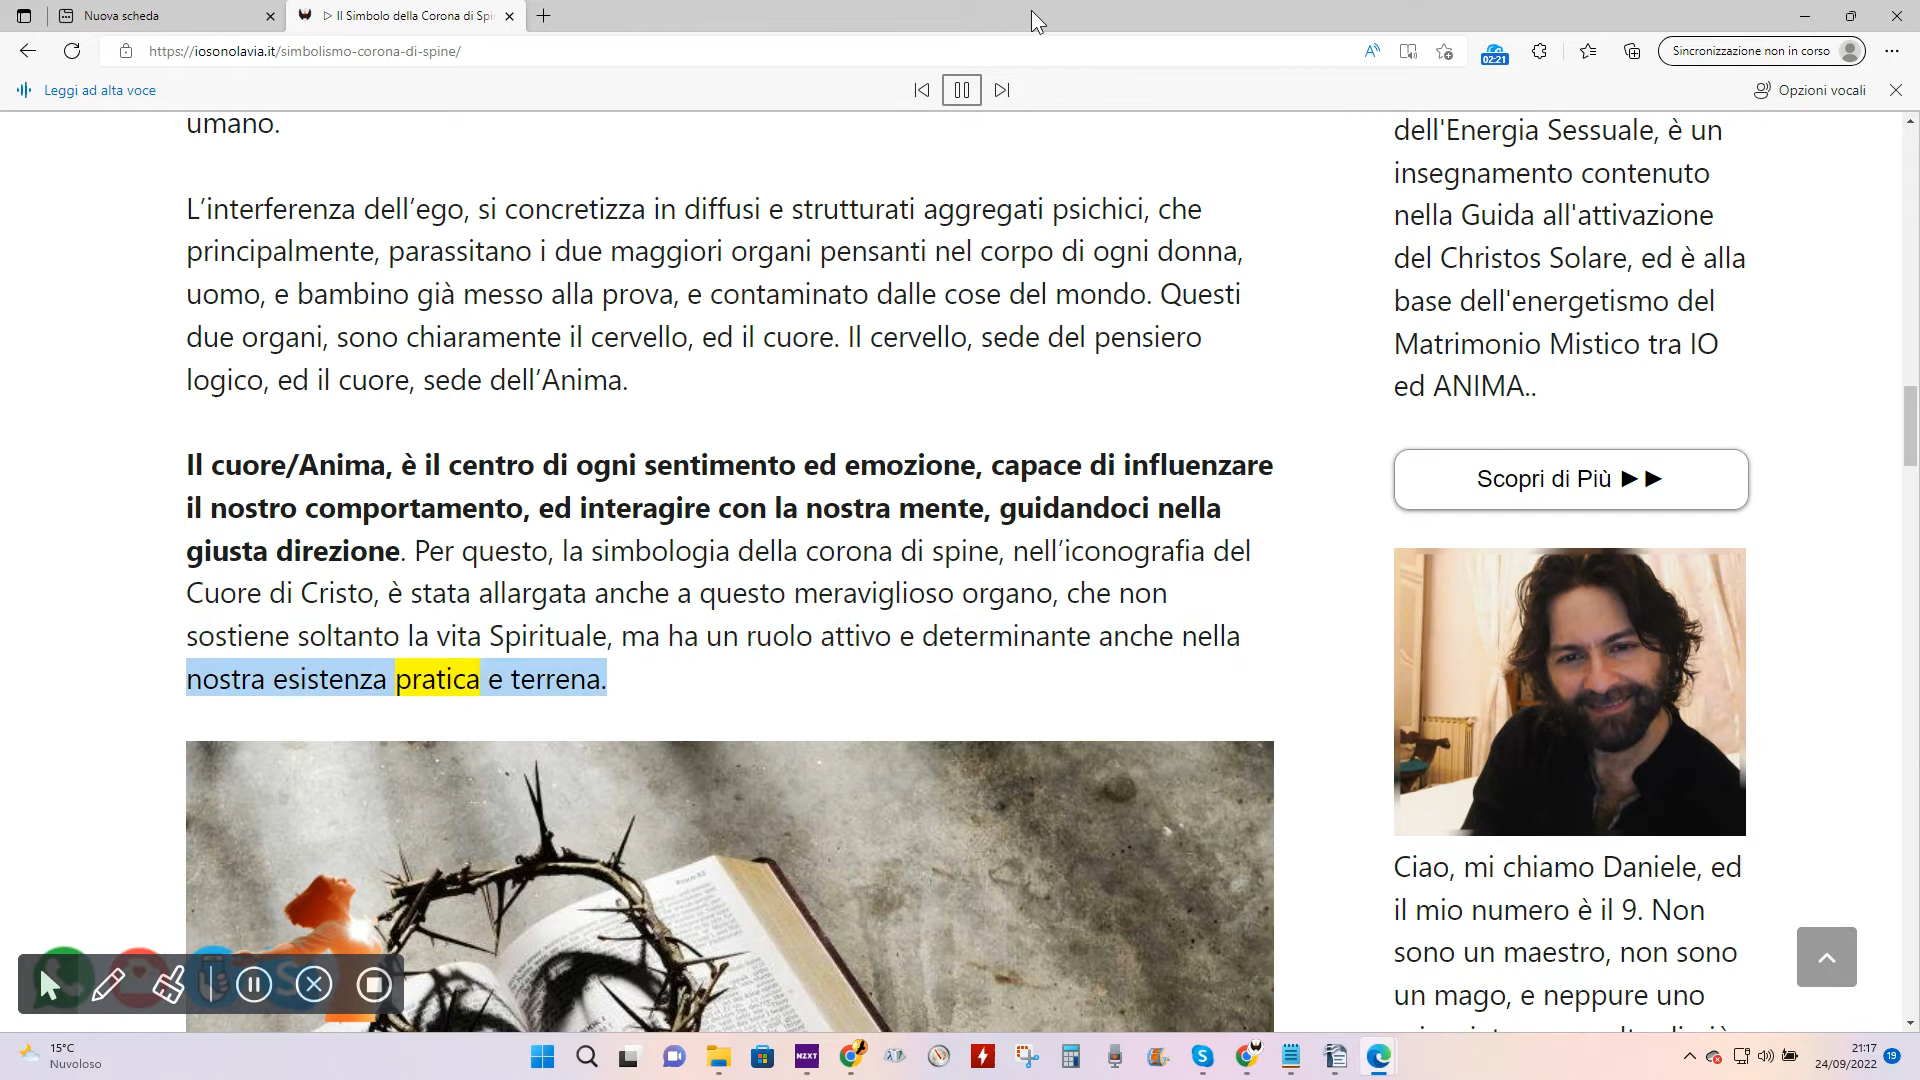 Nuova scheda
Il Simbolo della Corona di Spin
https://iosonolavia.it/simbolismo-corona-di-spine/
02:21
Sincronizzazione non in corso
Leggi ad alta voce
Opzioni vocali
umano.
L’interferenza dell’ego, si concretizza in diffusi e strutturati aggregati psichici, che
principalmente, parassitano i due maggiori organi pensanti nel corpo di ogni donna,
uomo, e bambino già messo alla prova, e contaminato dalle cose del mondo. Questi
due organi, sono chiaramente il cervello, ed il cuore. Il cervello, sede del pensiero
logico, ed il cuore, sede dell’Anima.
Il cuore/Anima, è il centro di ogni sentimento ed emozione, capace di influenzare
il nostro comportamento, ed interagire con la nostra mente, guidandoci nella
giusta direzione. Per questo, la simbologia della corona di spine, nell’iconografia del
Cuore di Cristo, è stata allargata anche a questo meraviglioso organo, che non
sostiene soltanto la vita Spirituale, ma ha un ruolo attivo e determinante anche nella
nostra esistenza pratica e terrena.
dell'Energia Sessuale, è un
insegnamento contenuto
nella Guida all'attivazione
del Christos Solare, ed è alla
base dell'energetismo del
Matrimonio Mistico tra IO
ed ANIMA..
Scopri di Più ►►
Ciao, mi chiamo Daniele, ed
il mio numero è il 9. Non
sono un maestro, non sono
un mago, e neppure uno
15°C
Nuvoloso
NZXT
21:17
24/09/2022
19